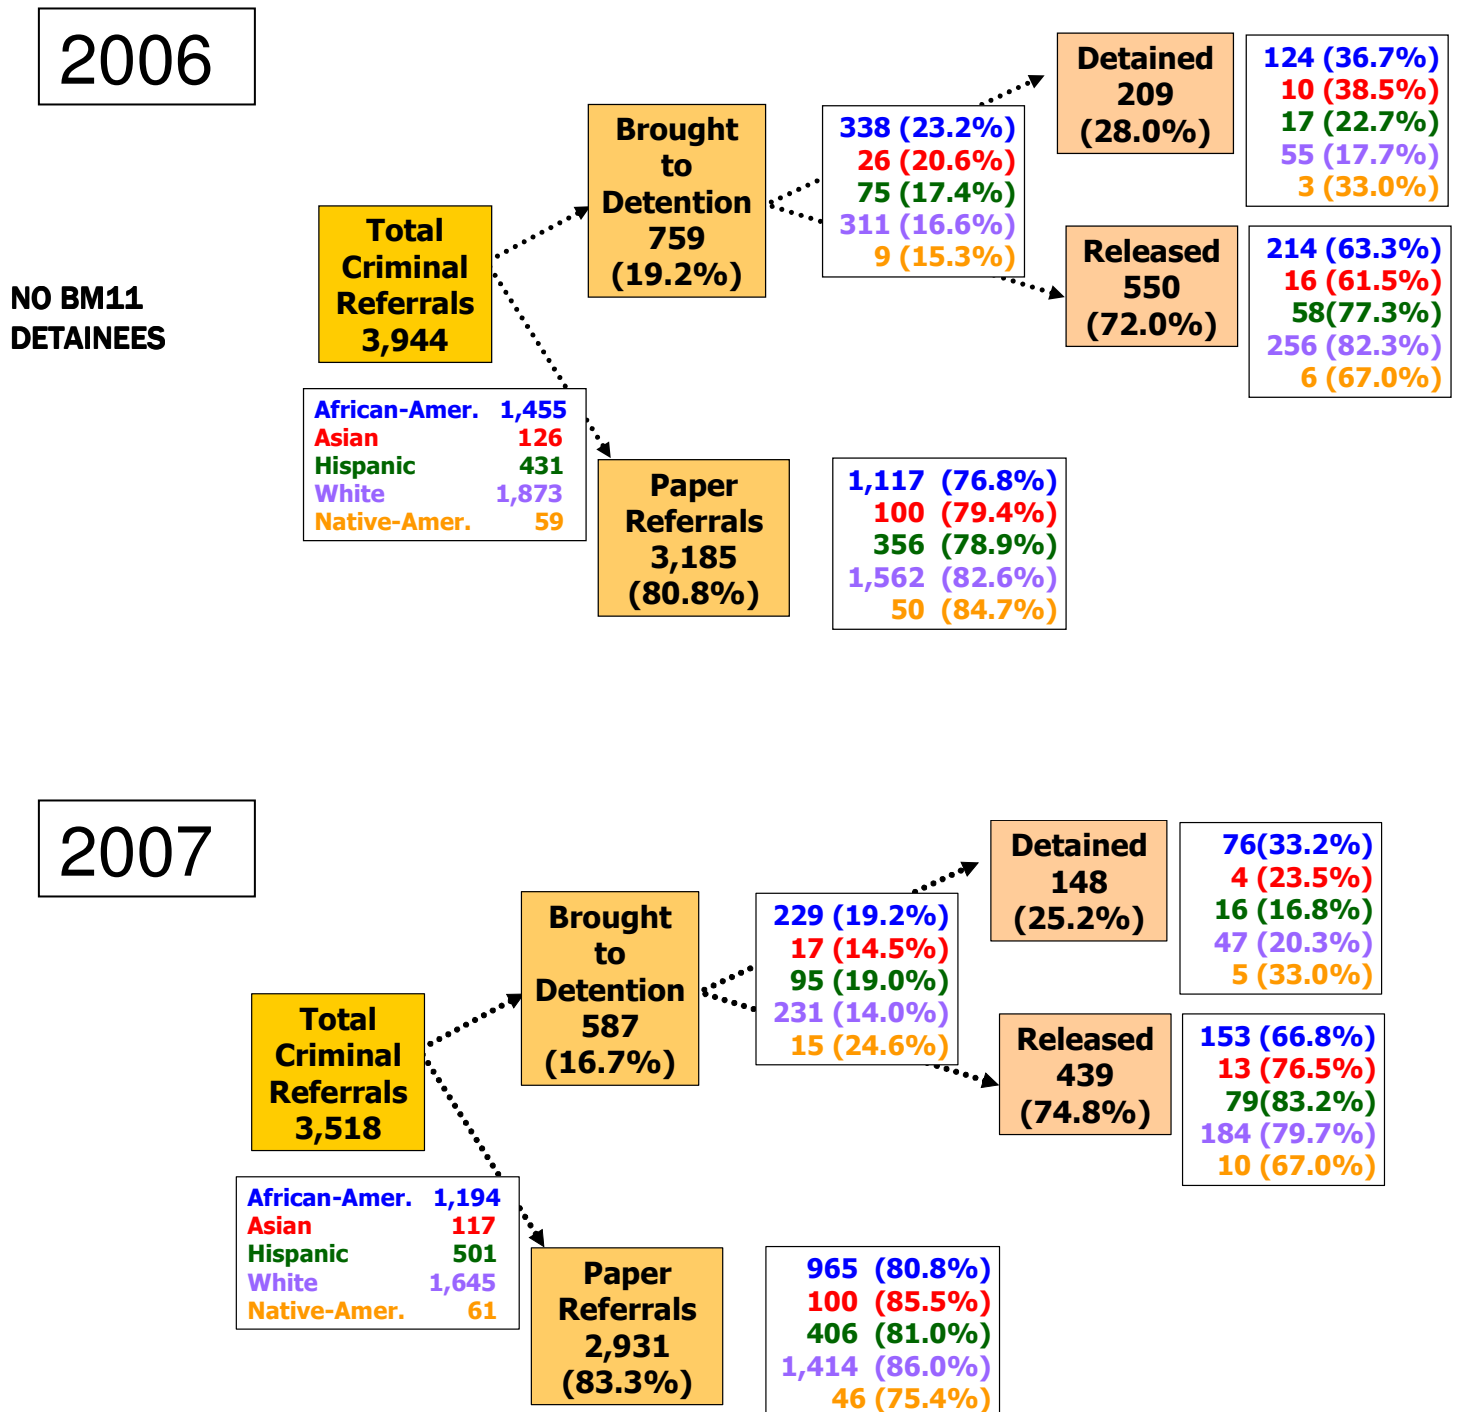 2006
NO BM11
DETAINEES
Total
Criminal
Referrals
3,944
African-Amer. 1,455
Asian 126
Hispanic 431
White 1,873
Native-Amer. 59
Brought
to
Detention
759
(19.2%)
338 (23.2%)
26 (20.6%)
75 (17.4%)
311 (16.6%)
9 (15.3%)
Detained
209
(28.0%)
124 (36.7%)
10 (38.5%)
17 (22.7%)
55 (17.7%)
3 (33.0%)
Released
550
(72.0%)
214 (63.3%)
16 (61.5%)
58(77.3%)
256 (82.3%)
6 (67.0%)
Paper
Referrals
3,185
(80.8%)
1,117 (76.8%)
100 (79.4%)
356 (78.9%)
1,562 (82.6%)
50 (84.7%)
2007
Total
Criminal
Referrals
3,518
African-Amer. 1,194
Asian 117
Hispanic 501
White 1,645
Native-Amer. 61
Brought
to
Detention
587
(16.7%)
229 (19.2%)
17 (14.5%)
95 (19.0%)
231 (14.0%)
15 (24.6%)
Detained
148
(25.2%)
76(33.2%)
4 (23.5%)
16 (16.8%)
47 (20.3%)
5 (33.0%)
Released
439
(74.8%)
153 (66.8%)
13 (76.5%)
79(83.2%)
184 (79.7%)
10 (67.0%)
Paper
Referrals
2,931
(83.3%)
965 (80.8%)
100 (85.5%)
406 (81.0%)
1,414 (86.0%)
46 (75.4%)